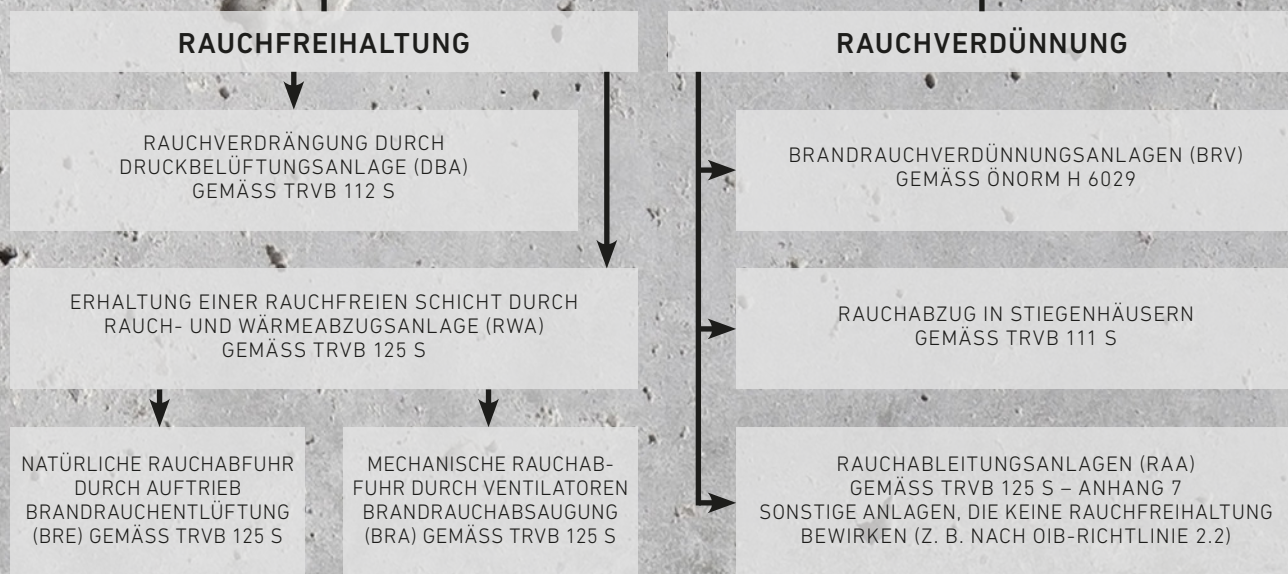 RAUCHFREIHALTUNG
RAUCHVERDRÄNGUNG DURCH
DRUCKBELÜFTUNGSANLAGE (DBA)
GEMÄSS TRVB 112 S
ERHALTUNG EINER RAUCHFREIEN SCHICHT DURCH
RAUCH- UND WÄRMEABZUGSANLAGE (RWA)
GEMÄSS TRVB 125 S
NATÜRLICHE RAUCHABFUHR
DURCH AUFTRIEB
BRANDRAUCHENTLÜFTUNG
(BRE) GEMÄSS TRVB 125 S
MECHANISCHE RAUCHAB-
FUHR DURCH VENTILATOREN
BRANDRAUCHABSAUGUNG
(BRA) GEMÄSS TRVB 125 S
RAUCHVERDÜNNUNG
BRANDRAUCHVERDÜNNUNGSANLAGEN (BRV)
GEMÄSS ÖNORM H 6029
RAUCHABZUG IN STIEGENHÄUSERN
GEMÄSS TRVB 111 S
RAUCHABLEITUNGSANLAGEN (RAA)
GEMÄSS TRVB 125 S – ANHANG 7
SONSTIGE ANLAGEN, DIE KEINE RAUCHFREIHALTUNG
BEWIRKEN (Z. B. NACH OIB-RICHTLINIE 2.2)